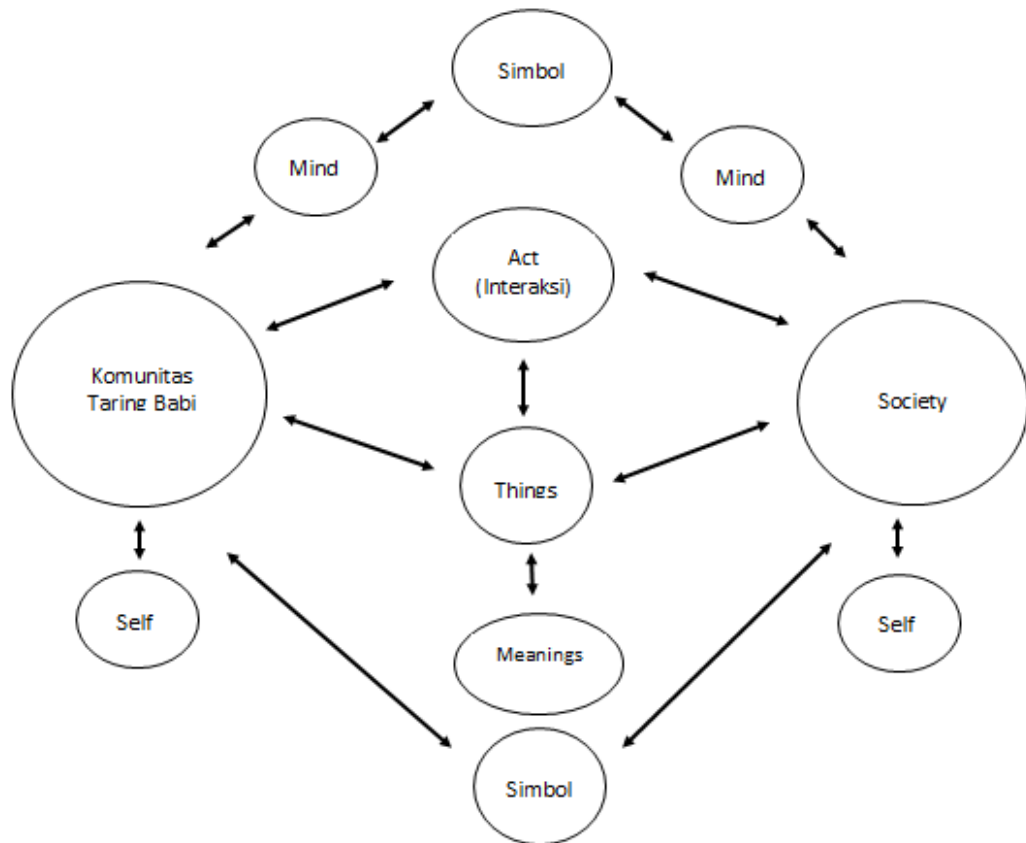 Simbol
Mind
Mind
Act
(Interaksi)
Komunitas
Taring Babi
Society
Things
Self
Self
Meanings
Simbol